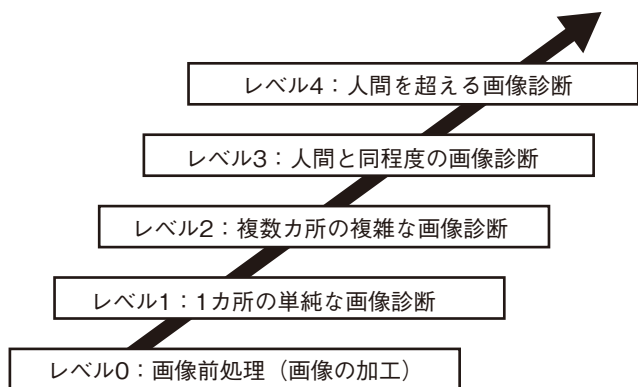 レベル4：人間を超える画像診断
レベル3：人間と同程度の画像診断
レベル2：複数カ所の複雑な画像診断
レベル1：1カ所の単純な画像診断
レベル0：画像前処理（画像の加工）